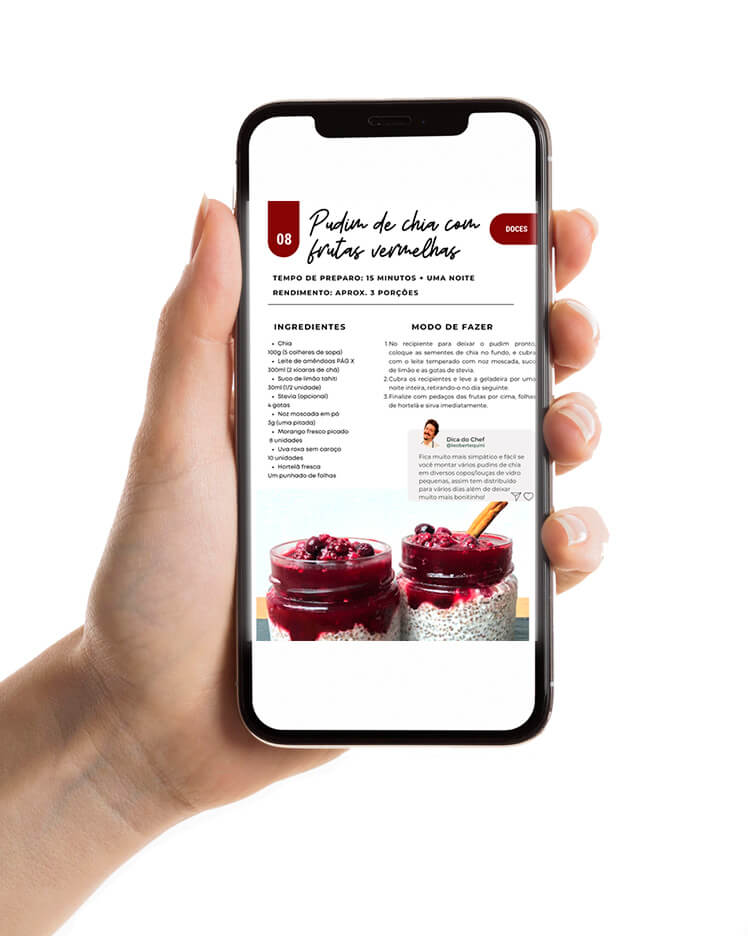 08
Pudim de chia com
frutas vermelhas
DOCES
TEMPO DE PREPARO: 15 MINUTOS + UMA NOITE
RENDIMENTO: APROX. 3 PORÇÕES
INGREDIENTES
• Chia
100g (5 colheres de sopa)
• Leite de amêndoas PÁG X
300ml (2 xícaras de chá)
• Suco de limão tahiti
30ml (1/2 unidade)
• Stevia (opcional)
4 gotas
• Noz moscada em pó
3g (uma pitada)
• Morango fresco picado
8 unidades
• Uva roxa sem caraço
10 unidades
• Hortelã fresca
Um punhado de folhas
MODO DE FAZER
1. No recipiente para deixar o pudim pronto,
coloque as sementes de chia no fundo, e cubra
com o leite temperado com noz moscada, suco
de limão e as gotas de stevia.
2. Cubra os recipientes e leve a geladeira por uma
noite inteira, retirando-o no dia seguinte.
3. Finalize com pedaços das frutas por cima, folhas
de hortelã e sirva imediatamente.
Dica do Chef
@leobertequini
Fica muito mais simpático e fácil se
você montar vários pudins de chia
em diversos copos/louças de vidro
pequenas, assim tem distribuído
para vários dias além de deixar
muito mais bonitinho!